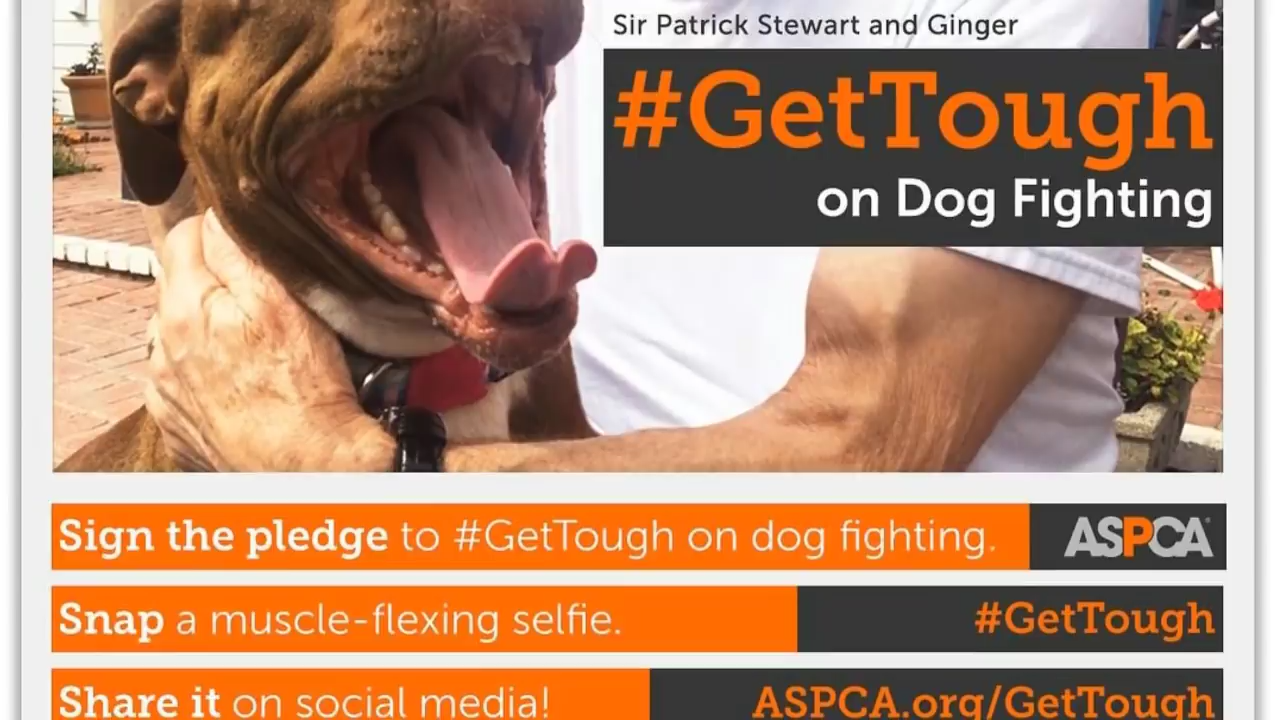 Sir Patrick Stewart and Ginger
#GetTough
on Dog Fighting
Sign the pledge to #GetTough on dog fighting.
ASPCA®
Snap a muscle-flexing selfie.
#GetTough
Share it on social media!
ASPCA.org/GetTough